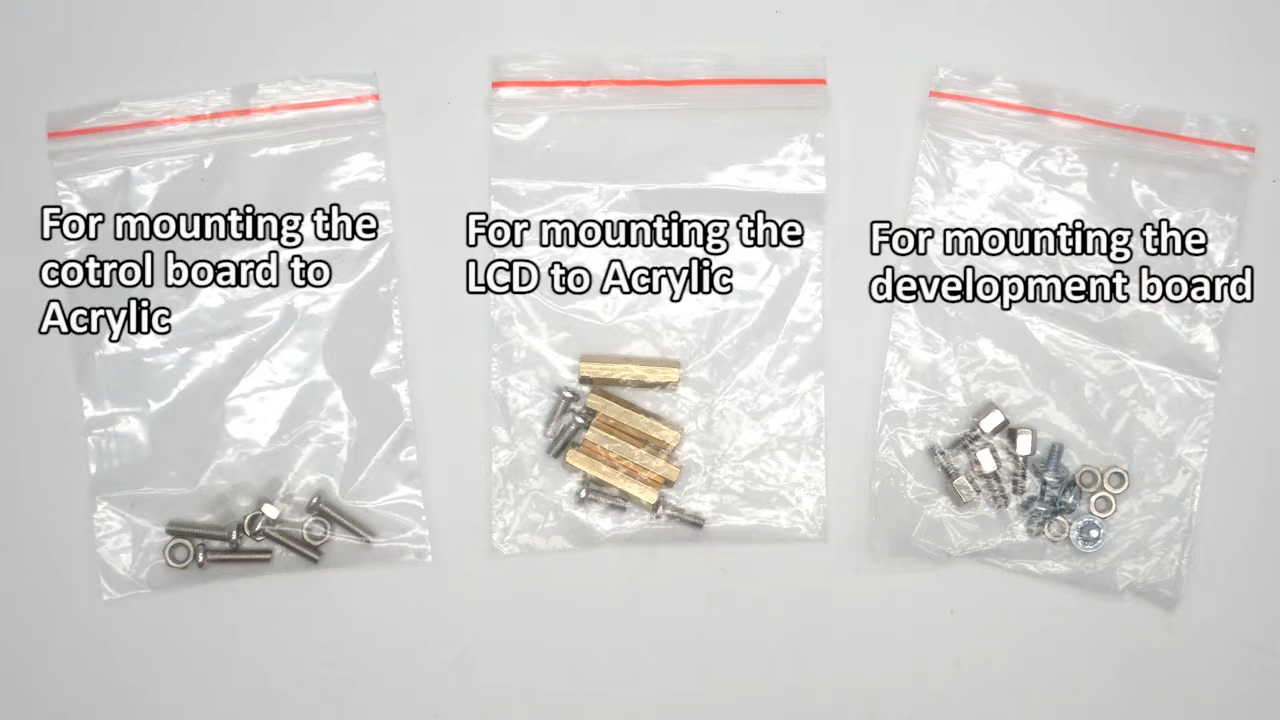 For mounting the
cotrol board to
Acrylic
For mounting the
LCD to Acrylic
For mounting the
development board